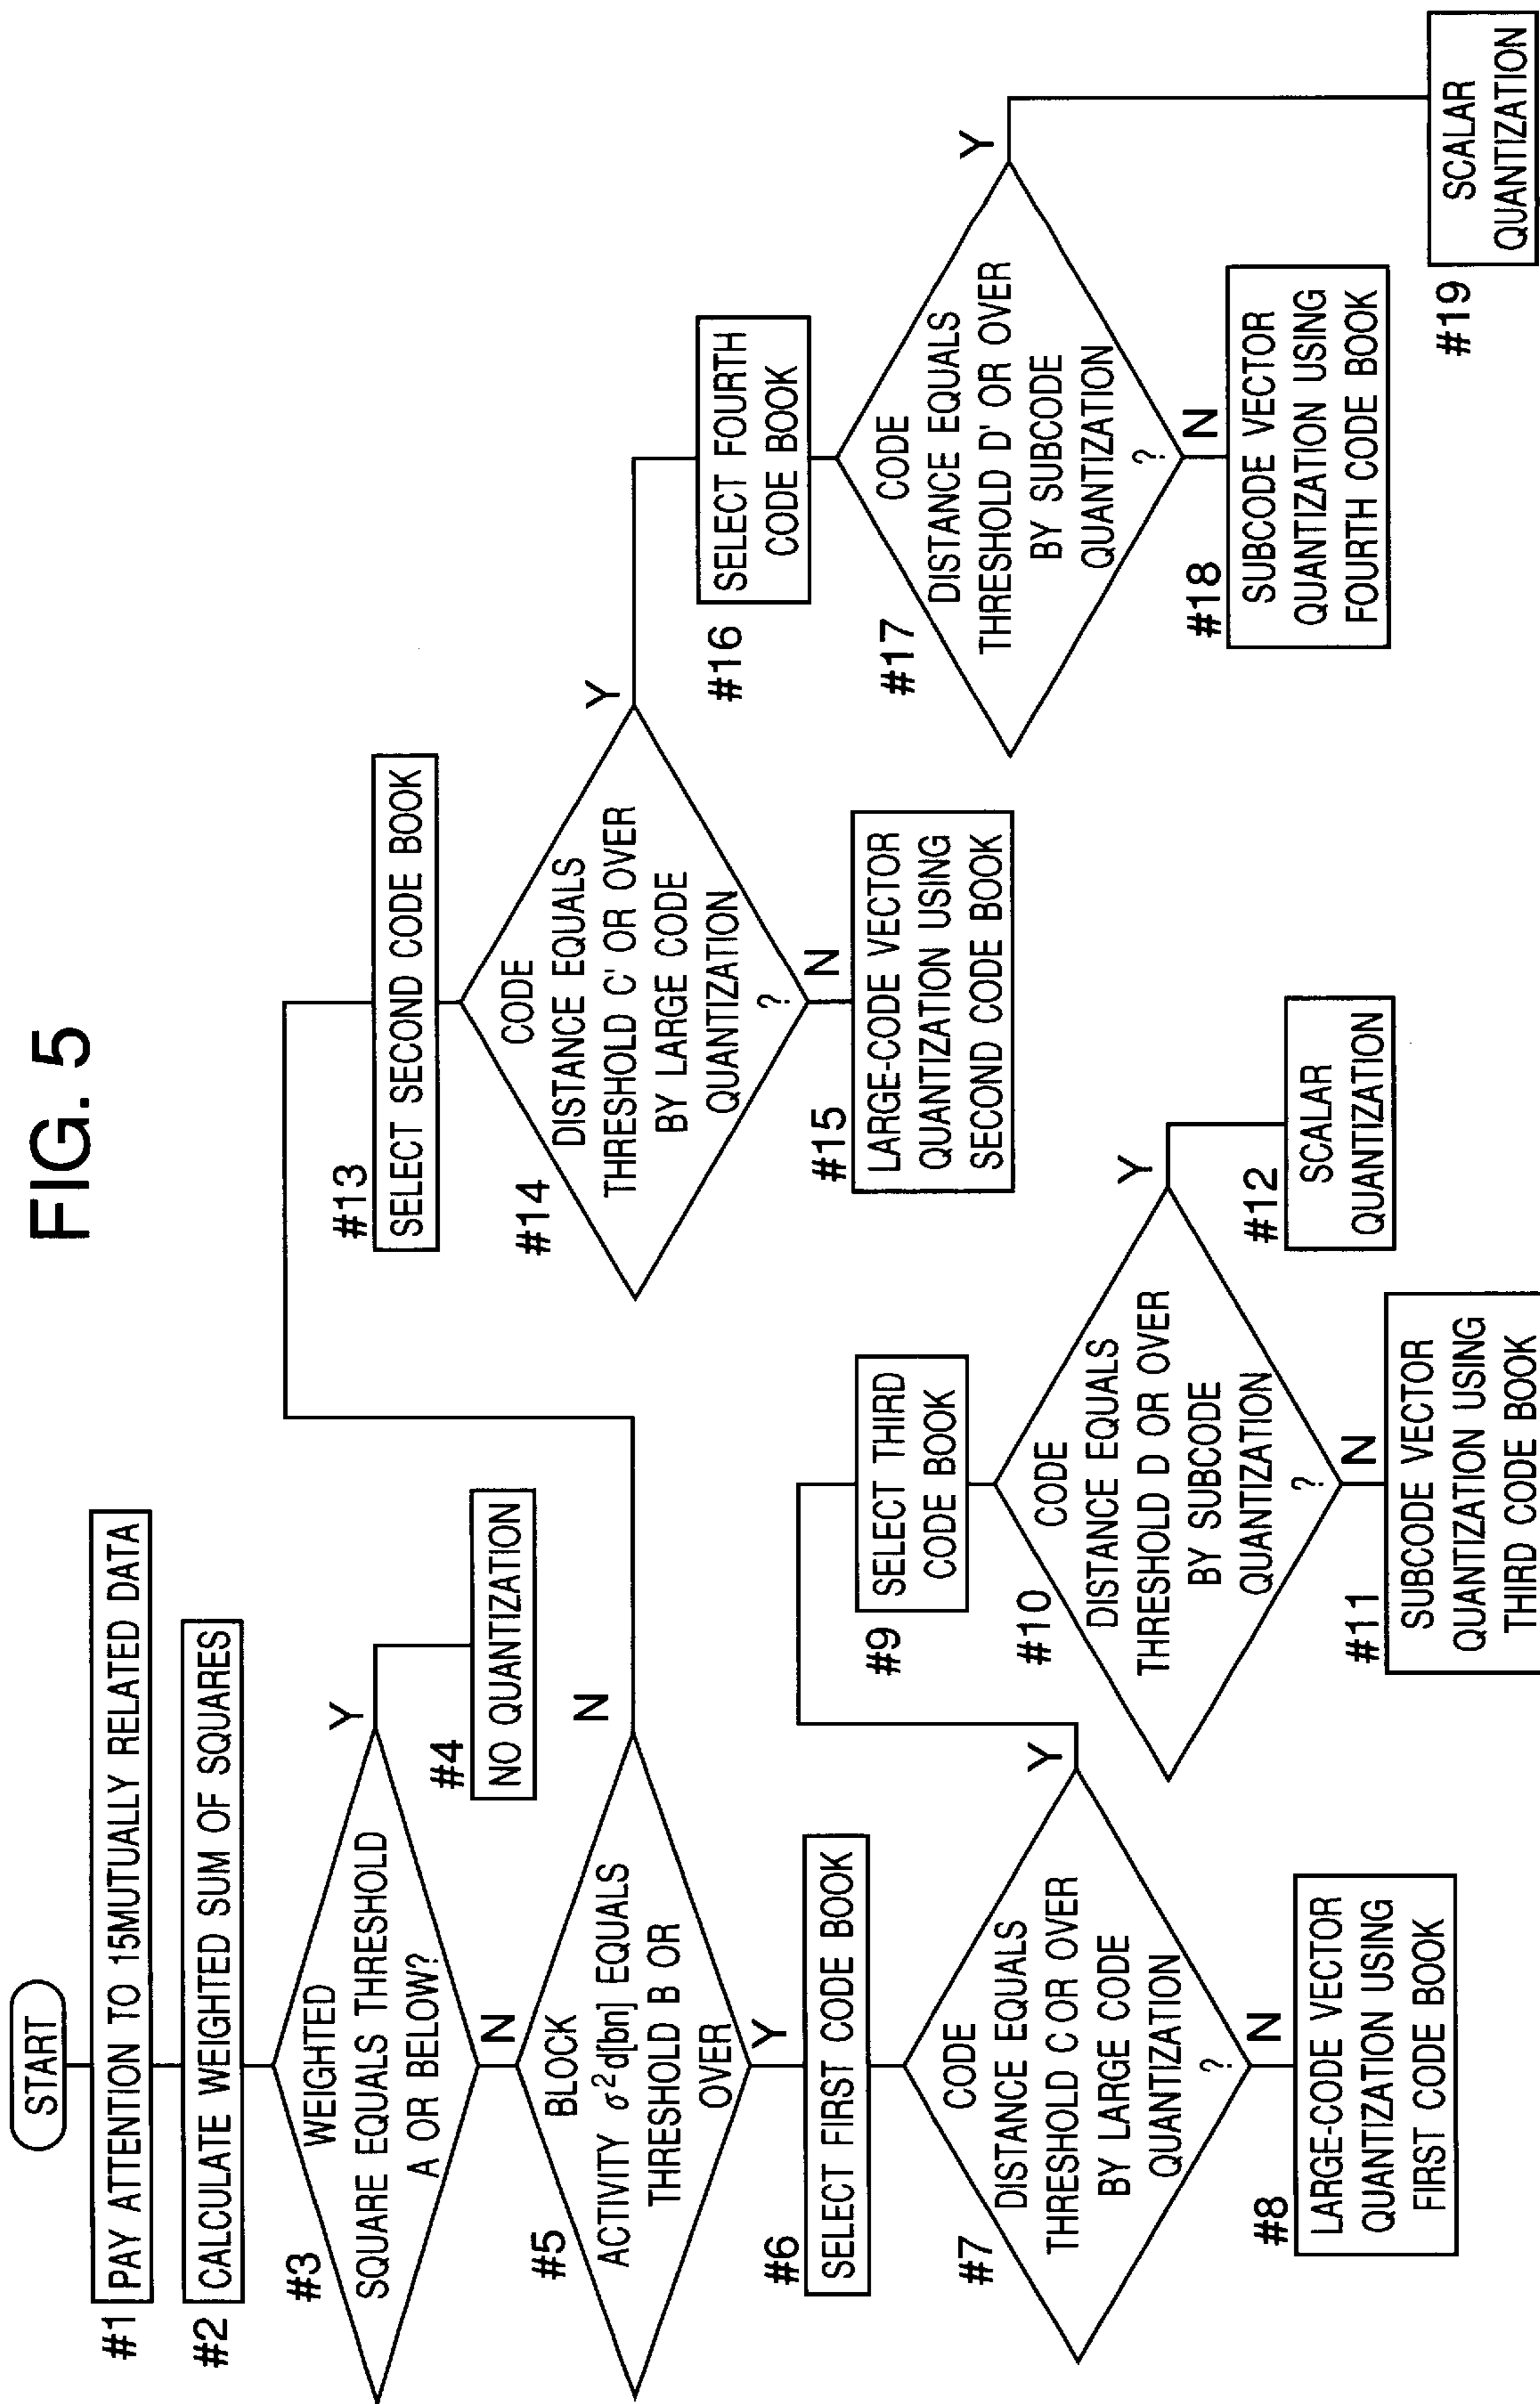 FIG. 5
START
#1
PAY ATTENTION TO 15MUTUALLY RELATED DATA
#2
CALCULATE WEIGHTED SUM OF SQUARES
#3
WEIGHTED
SQUARE EQUALS THRESHOLD
A OR BELOW?
Y
N
#4
NO QUANTIZATION
#5
BLOCK
ACTIVITY σ²d[bn] EQUALS
THRESHOLD B OR
OVER
N
Y
#6
SELECT FIRST CODE BOOK
#7
CODE
DISTANCE EQUALS
THRESHOLD C OR OVER
BY LARGE CODE
QUANTIZATION
?
Y
N
#8
LARGE-CODE VECTOR
QUANTIZATION USING
FIRST CODE BOOK
#9
SELECT THIRD
CODE BOOK
#10
CODE
DISTANCE EQUALS
THRESHOLD D OR OVER
BY SUBCODE
QUANTIZATION
?
Y
N
#11
SUBCODE VECTOR
QUANTIZATION USING
THIRD CODE BOOK
#12
SCALAR
QUANTIZATION
#13
SELECT SECOND CODE BOOK
#14
CODE
DISTANCE EQUALS
THRESHOLD C' OR OVER
BY LARGE CODE
QUANTIZATION
?
Y
N
#15
LARGE-CODE VECTOR
QUANTIZATION USING
SECOND CODE BOOK
#16
SELECT FOURTH
CODE BOOK
#17
CODE
DISTANCE EQUALS
THRESHOLD D' OR OVER
BY SUBCODE
QUANTIZATION
?
Y
N
#18
SUBCODE VECTOR
QUANTIZATION USING
FOURTH CODE BOOK
#19
SCALAR
QUANTIZATION